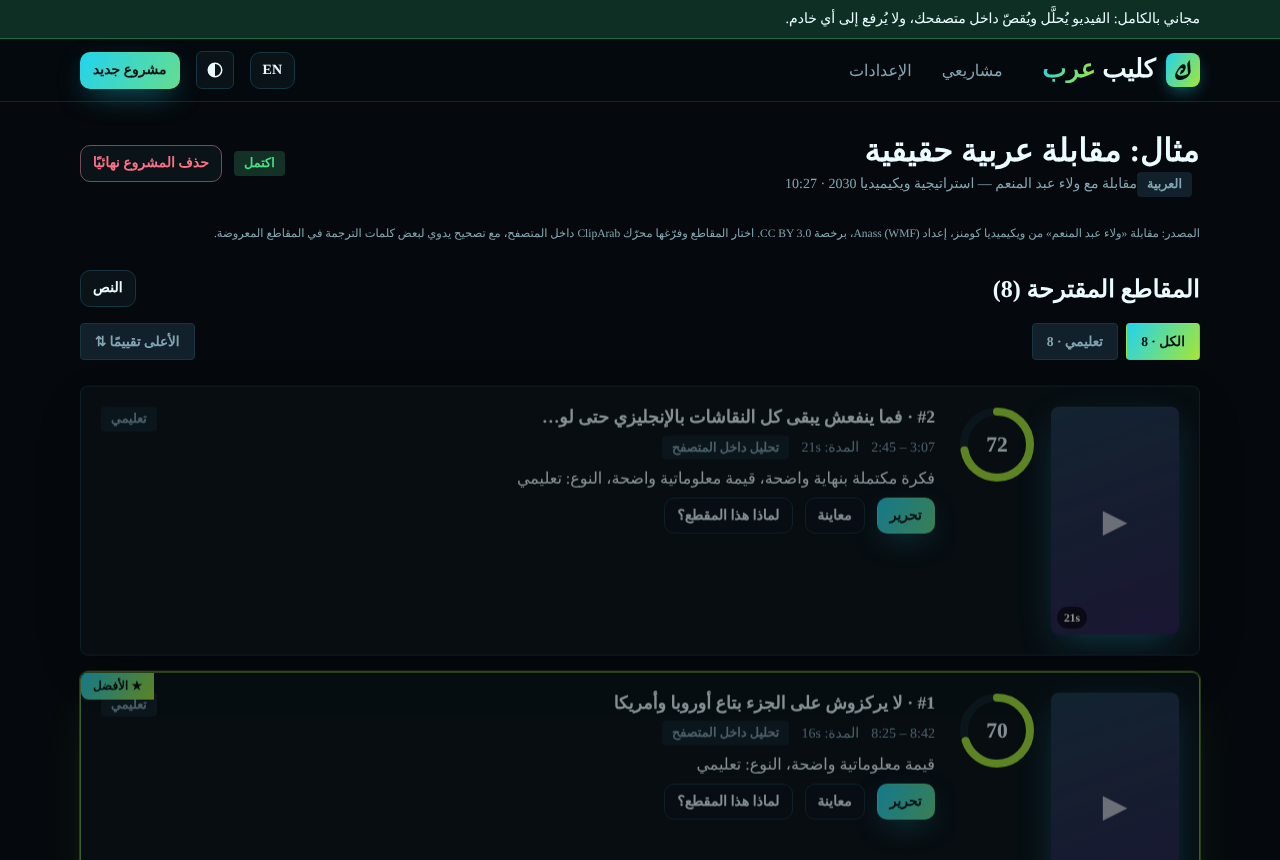 مجاني بالكامل: الفيديو يُحلَّل ويُقصّ داخل متصفحك، ولا يُرفع إلى أي خادم.
ك كليب عرب
مشاريعي
الإعدادات
EN
مشروع جديد
مثال: مقابلة عربية حقيقية
اكتمل
حذف المشروع نهائيًا
العربية مقابلة مع ولاء عبد المنعم — استراتيجية ويكيميديا 2030 · 10:27
المصدر: مقابلة «ولاء عبد المنعم» من ويكيميديا كومنز، إعداد Anass (WMF)، برخصة CC BY 3.0. اختار المقاطع وفرّغها محرّك ClipArab داخل المتصفح، مع تصحيح يدوي لبعض كلمات الترجمة في المقاطع المعروضة.
المقاطع المقترحة (8)
النص
الكل · 8
تعليمي · 8
الأعلى تقييمًا ⇅
21s
72
#2 · فما ينفعش يبقى كل النقاشات بالإنجليزي حتى لو…
تعليمي
2:45 – 3:07
المدة: 21s
تحليل داخل المتصفح
فكرة مكتملة بنهاية واضحة، قيمة معلوماتية واضحة، النوع: تعليمي
تحرير
معاينة
لماذا هذا المقطع؟
★ الأفضل
70
#1 · لا يركزوش على الجزء بتاع أوروبا وأمريكا
تعليمي
8:25 – 8:42
المدة: 16s
تحليل داخل المتصفح
قيمة معلوماتية واضحة، النوع: تعليمي
تحرير
معاينة
لماذا هذا المقطع؟